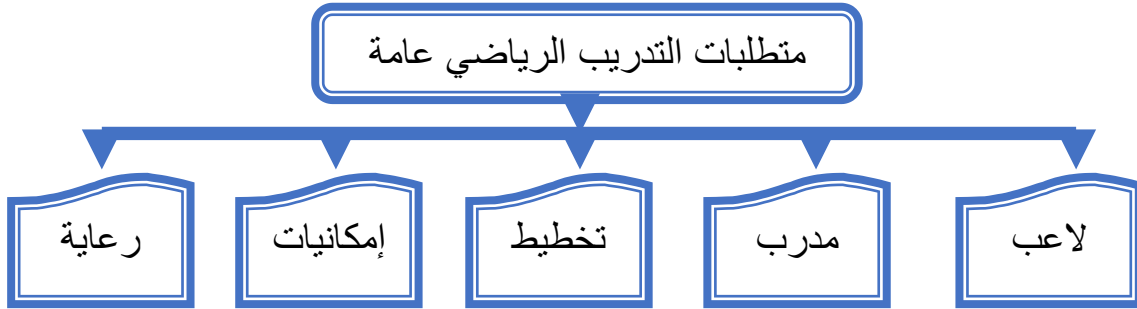 متطلبات التدريب الرياضي عامة
لاعب
مدرب
تخطيط
إمكانيات
رعاية